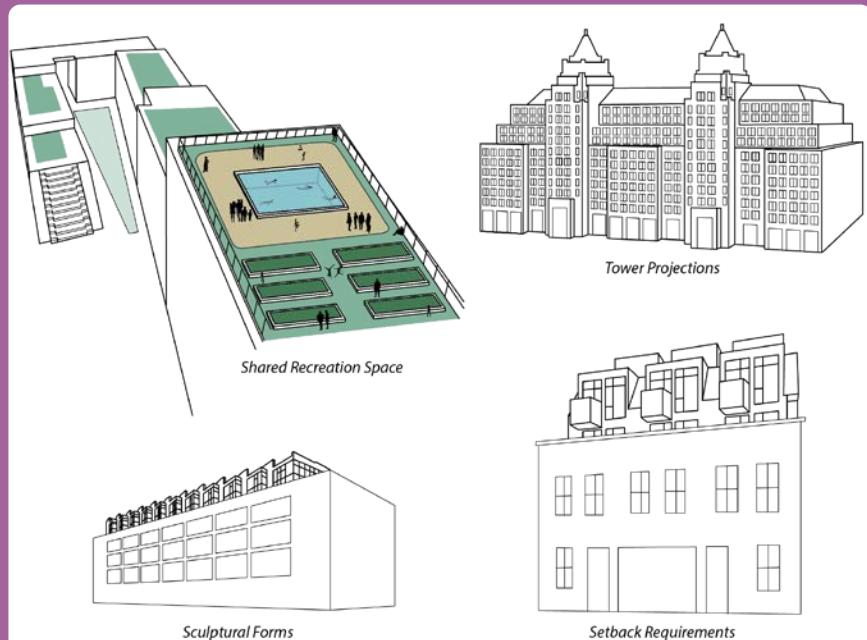 Tower Projections
Shared Recreation Space
Sculptural Forms
Setback Requirements